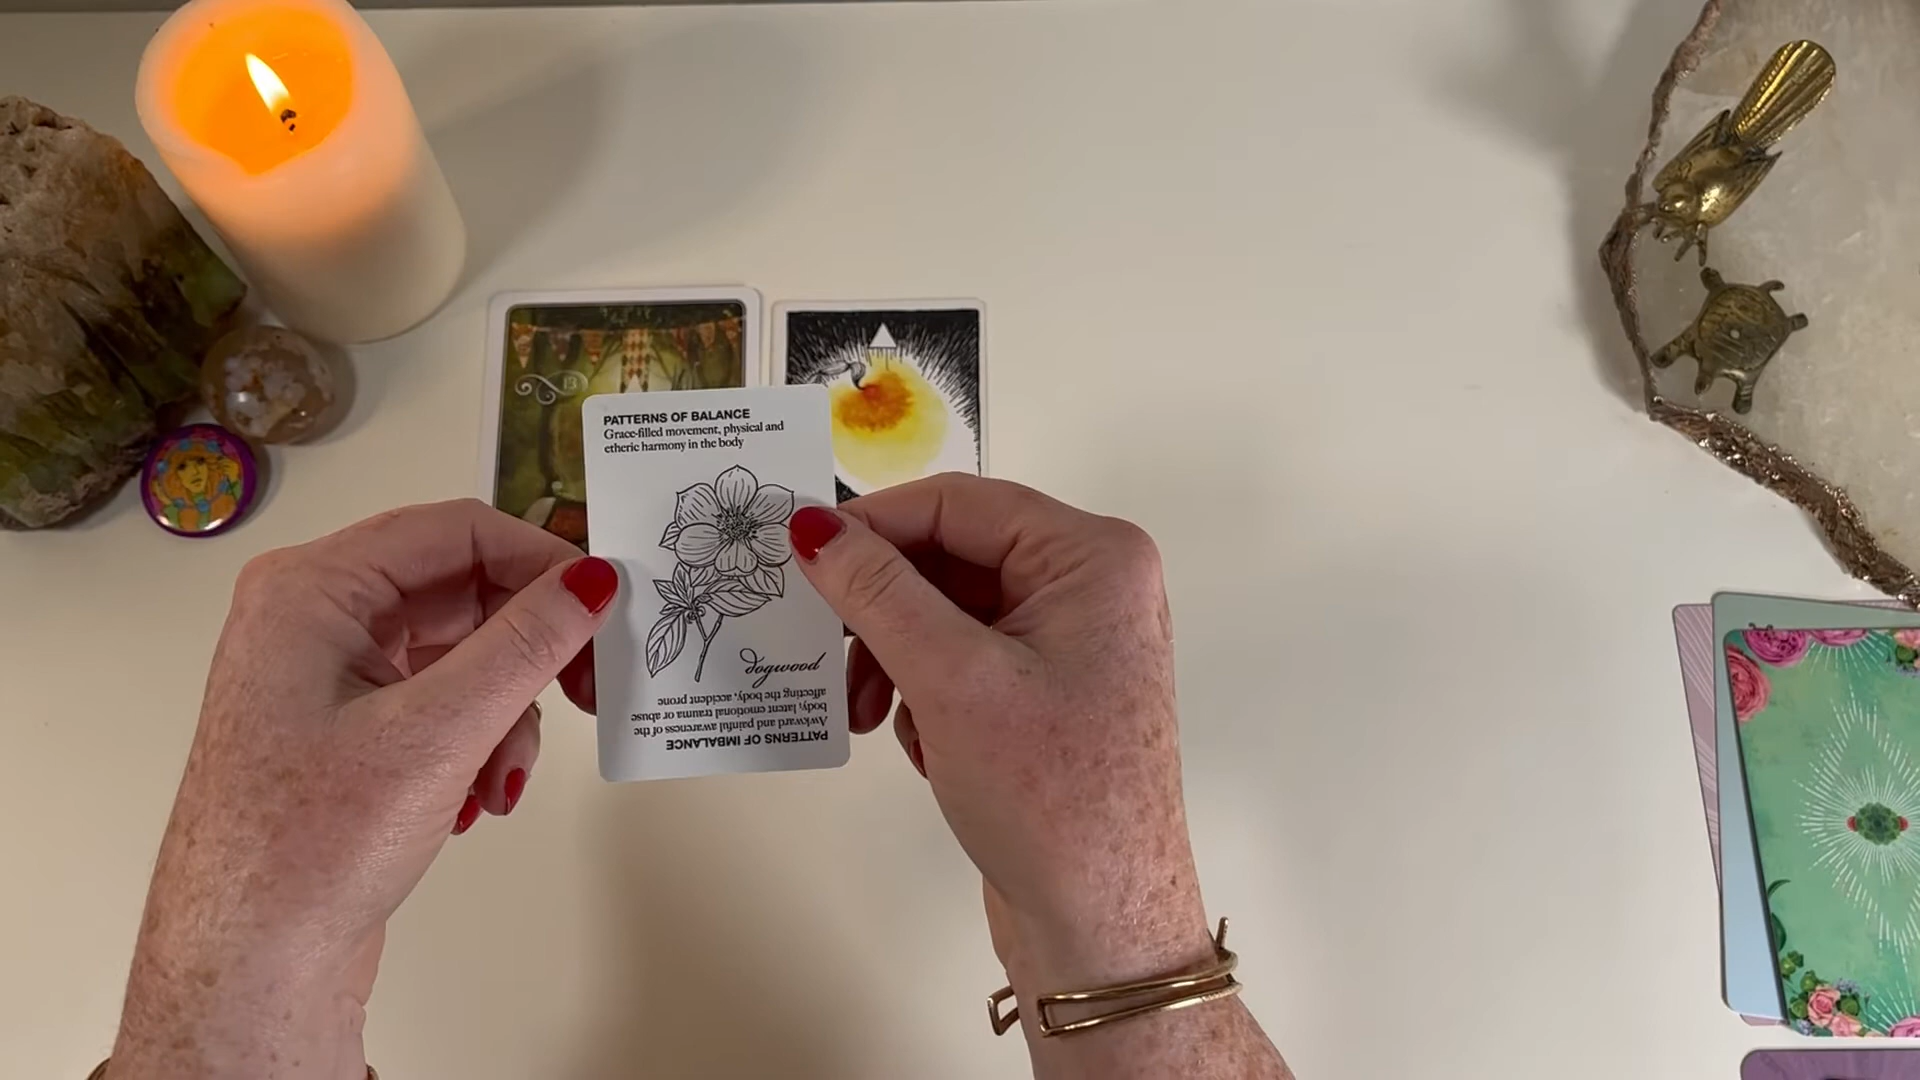 13
PATTERNS OF BALANCE
Grace-filled movement, physical and
etheric harmony in the body
dogwood
PATTERNS OF IMBALANCE
Awkward and painful awareness of the
body, latent emotional trauma or abuse
affecting the body, accident prone